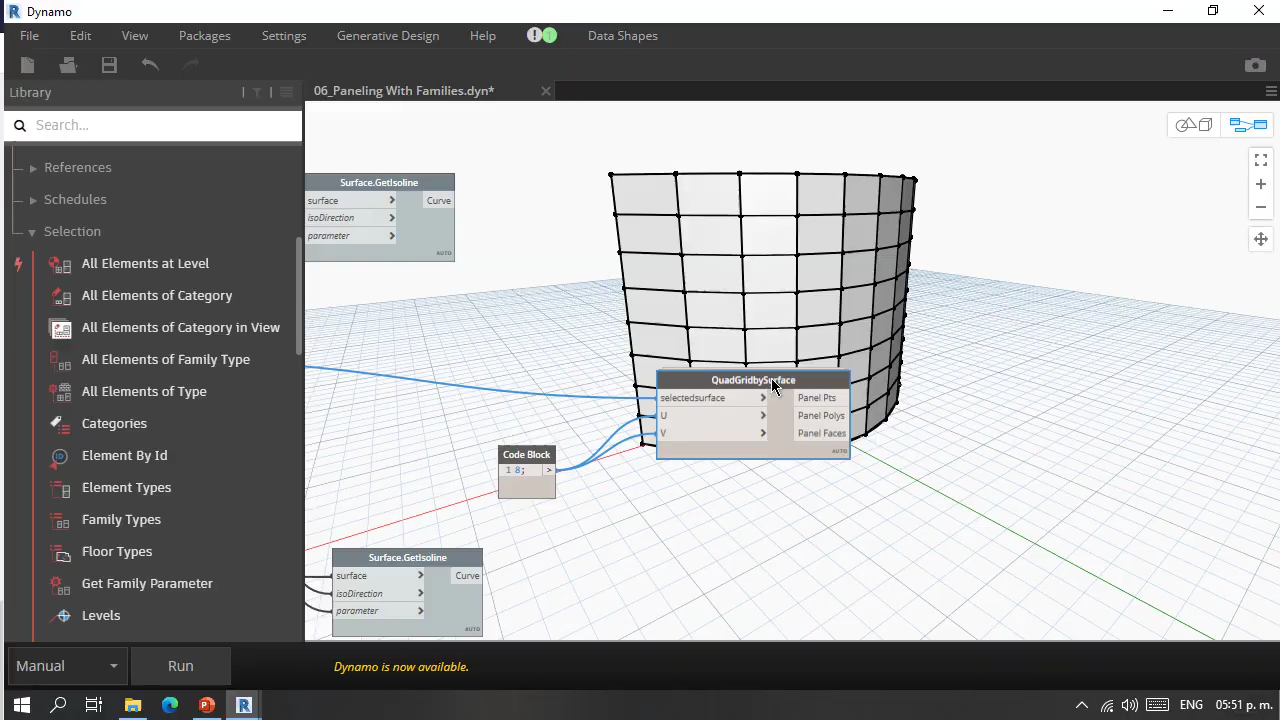 Dynamo
File Edit View Packages Settings Generative Design Help ! 1 Data Shapes
Library
06_Paneling With Families.dyn*
Search...
References
Schedules
Selection
All Elements at Level
All Elements of Category
All Elements of Category in View
All Elements of Family Type
All Elements of Type
Categories
Element By Id
Element Types
Family Types
Floor Types
Get Family Parameter
Levels
Surface.GetIsoline
surface > Curve
isoDirection >
parameter >
AUTO
QuadGridbySurface
selectedsurface > Panel Pts
U > Panel Polys
V > Panel Faces
AUTO
Code Block
1 8; >
Surface.GetIsoline
surface > Curve
isoDirection >
parameter >
AUTO
Manual
Run
Dynamo is now available.
ENG 05:51 p. m.